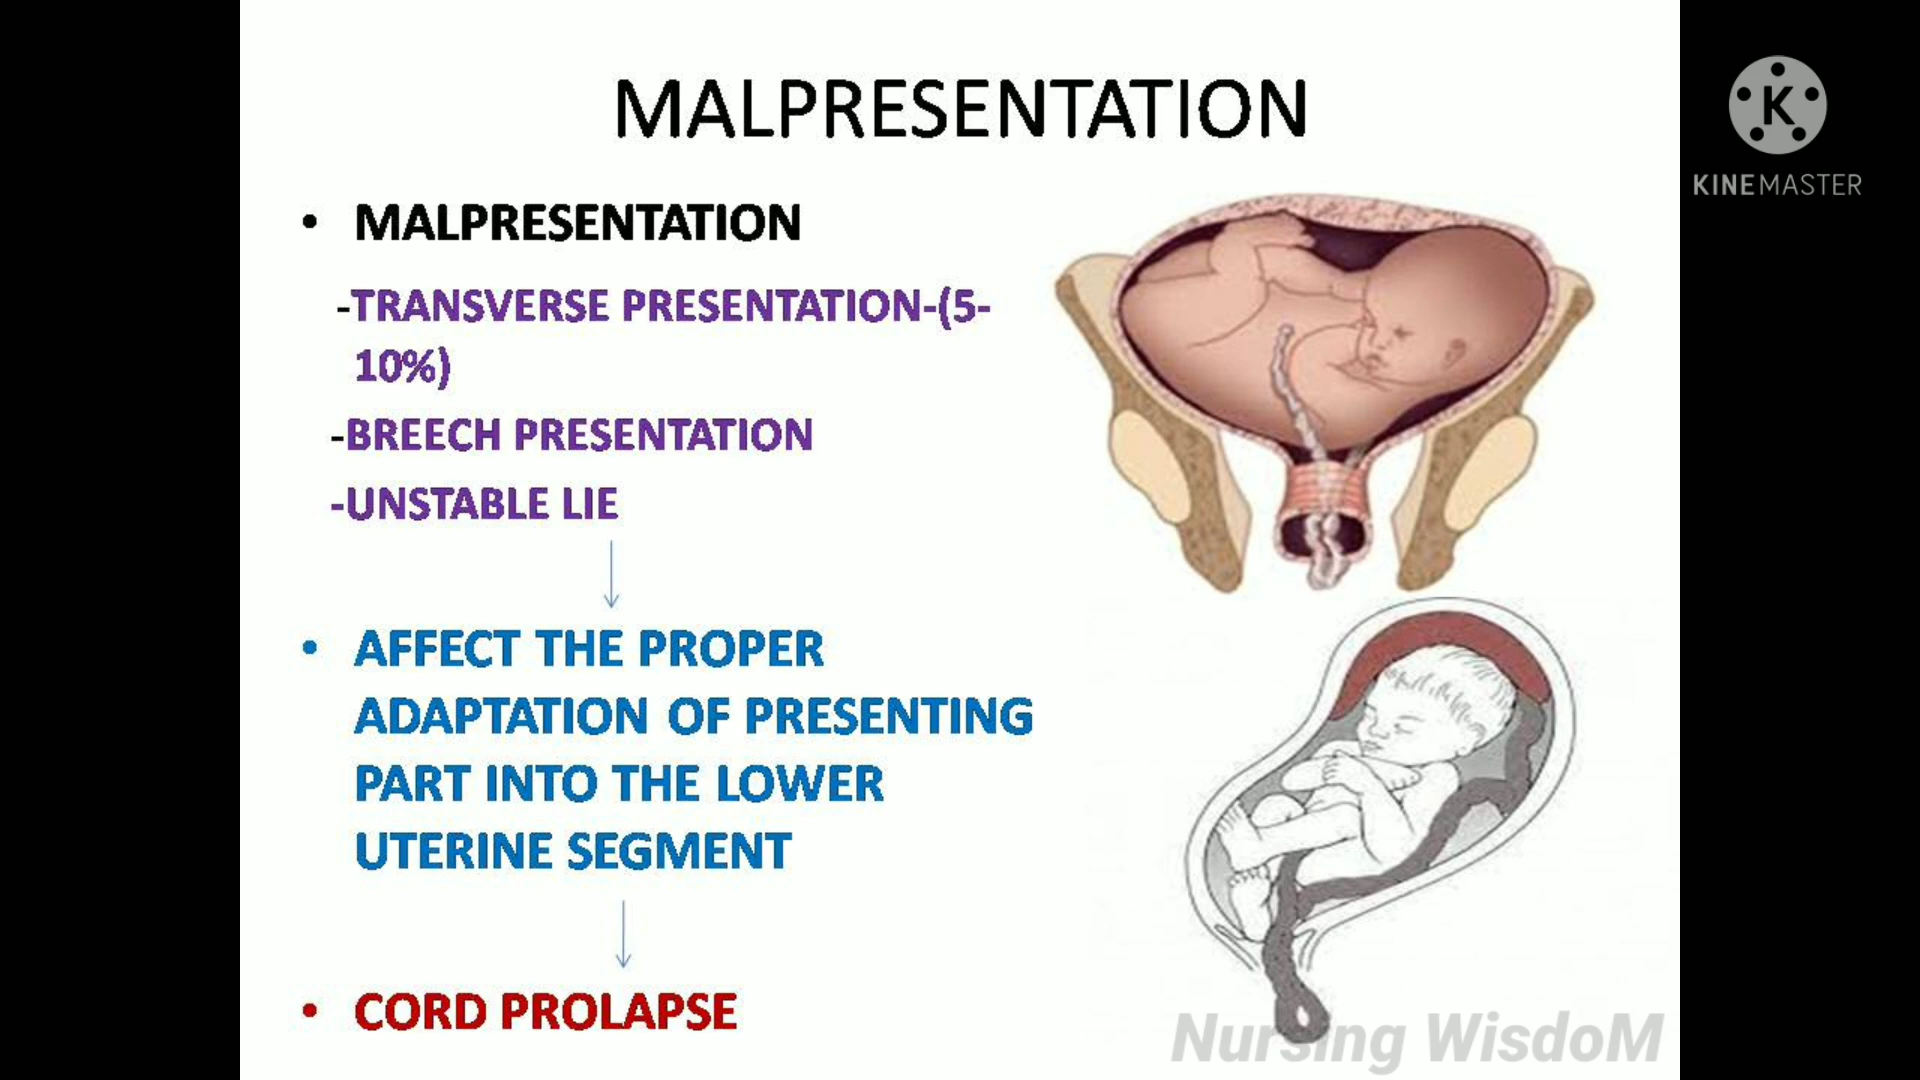 MALPRESENTATION
• MALPRESENTATION
-TRANSVERSE PRESENTATION-(5-
10%)
-BREECH PRESENTATION
-UNSTABLE LIE
• AFFECT THE PROPER
ADAPTATION OF PRESENTING
PART INTO THE LOWER
UTERINE SEGMENT
• CORD PROLAPSE
K
KINEMASTER
Nursing WisdoM